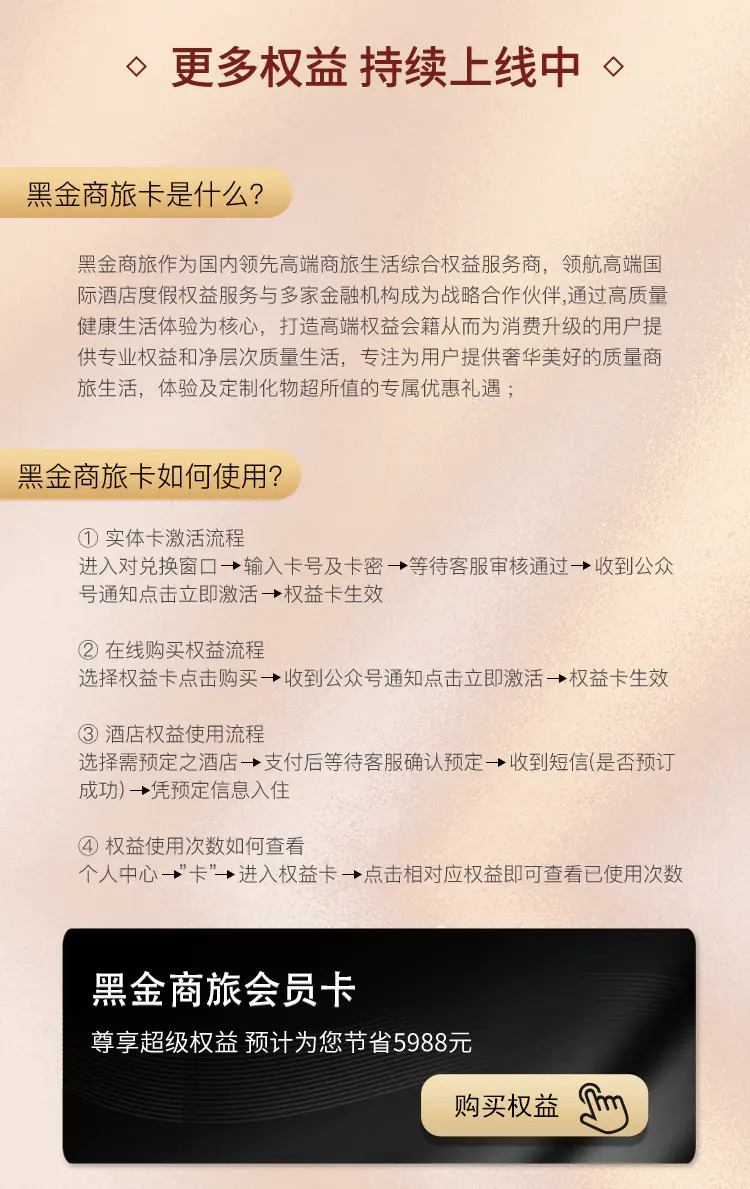 更多权益 持续上线中
黑金商旅卡是什么?
黑金商旅作为国内领先高端商旅生活综合权益服务商，领航高端国
际酒店度假权益服务与多家金融机构成为战略合作伙伴,通过高质量
健康生活体验为核心，打造高端权益会籍从而为消费升级的用户提
供专业权益和净层次质量生活，专注为用户提供奢华美好的质量商
旅生活，体验及定制化物超所值的专属优惠礼遇；
黑金商旅卡如何使用?
① 实体卡激活流程
进入对兑换窗口→输入卡号及卡密→等待客服审核通过→收到公众
号通知点击立即激活→权益卡生效
② 在线购买权益流程
选择权益卡点击购买→收到公众号通知点击立即激活→权益卡生效
③ 酒店权益使用流程
选择需预定之酒店→支付后等待客服确认预定→收到短信(是否预订
成功)→凭预定信息入住
④ 权益使用次数如何查看
个人中心→”卡”→进入权益卡→点击相对应权益即可查看已使用次数
黑金商旅会员卡
尊享超级权益 预计为您节省5988元
购买权益